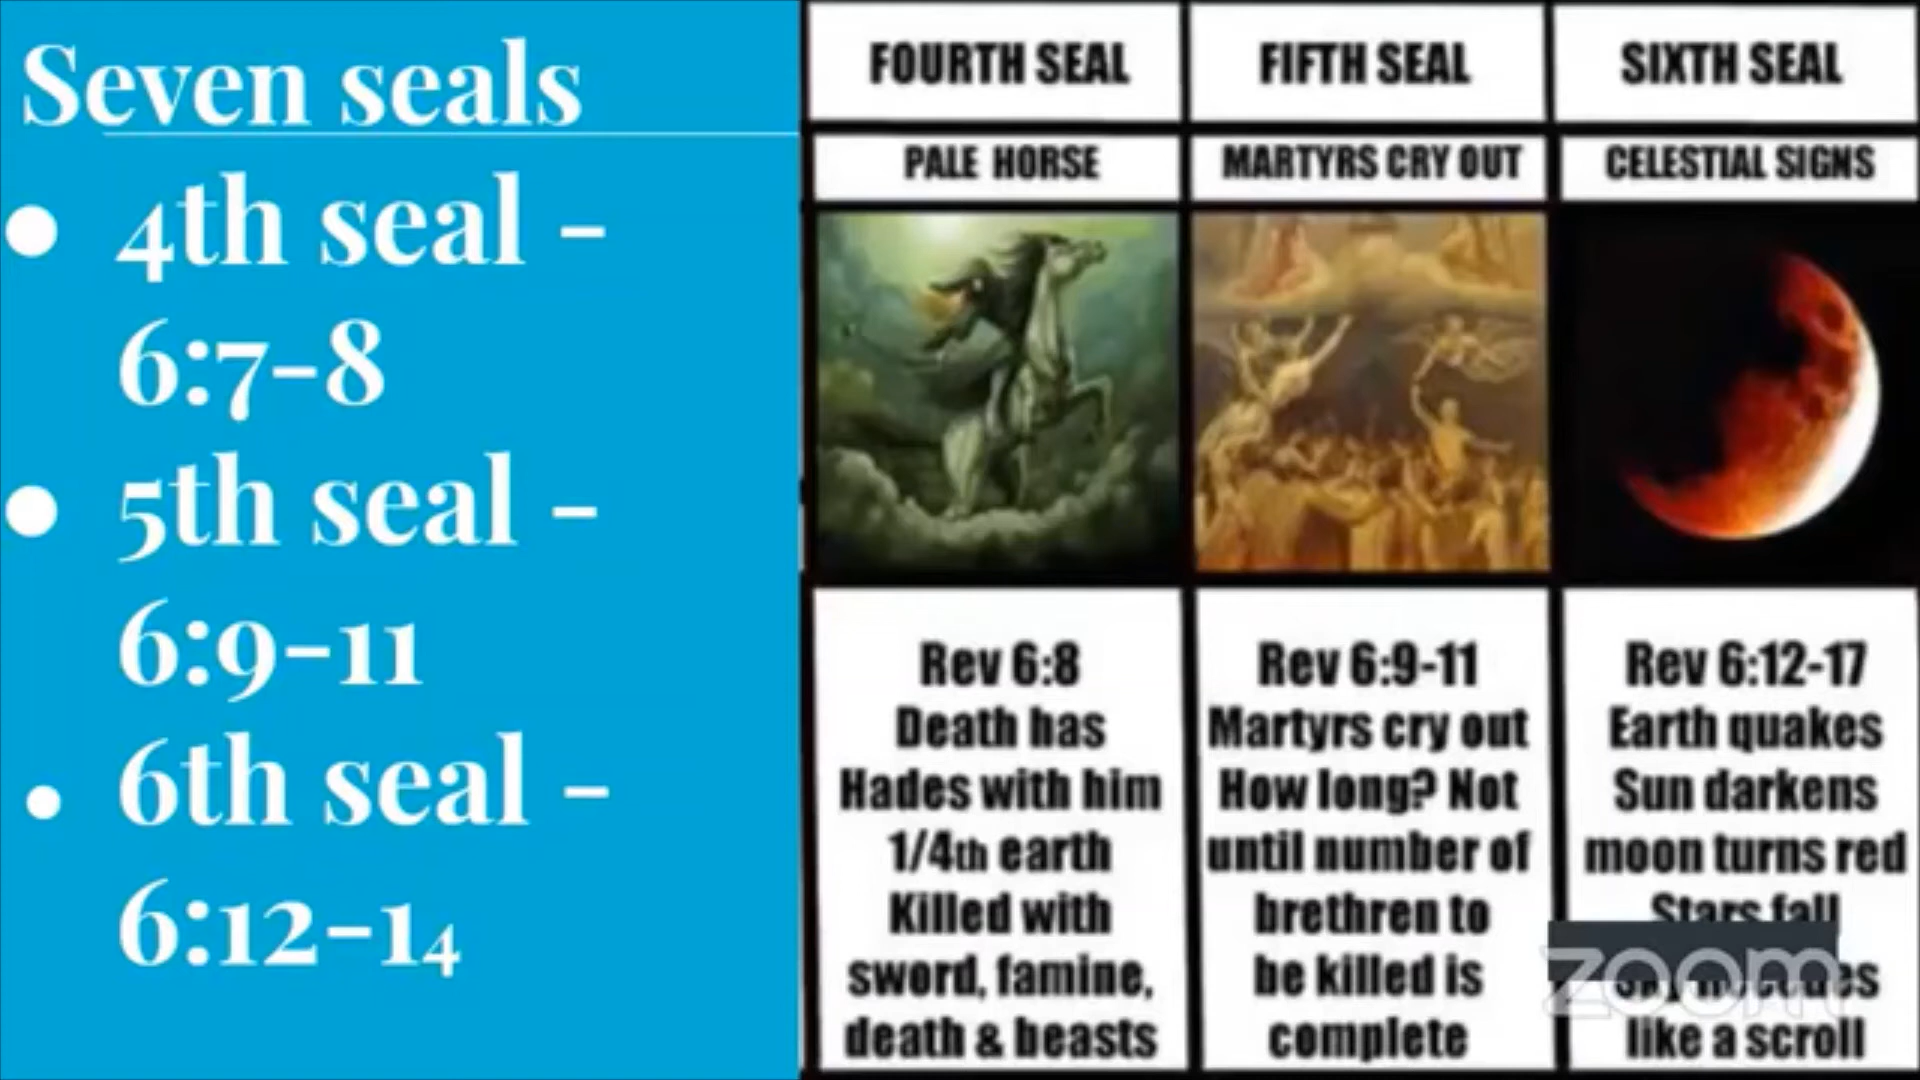 Seven seals
4th seal -
6:7-8
5th seal -
6:9-11
6th seal -
6:12-14
FOURTH SEAL
PALE HORSE
Rev 6:8
Death has
Hades with him
1/4th earth
Killed with
sword, famine,
death & beasts
FIFTH SEAL
MARTYRS CRY OUT
Rev 6:9-11
Martyrs cry out
How long? Not
until number of
brethren to
be killed is
complete
SIXTH SEAL
CELESTIAL SIGNS
Rev 6:12-17
Earth quakes
Sun darkens
moon turns red
Stars fall
like a scroll
zoom